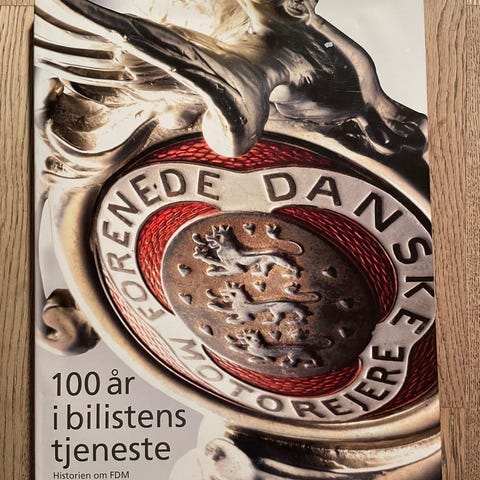 FORENEDE DANSKE
MOTOREJERE
100 år
i bilistens
tjeneste
Historien om FDM